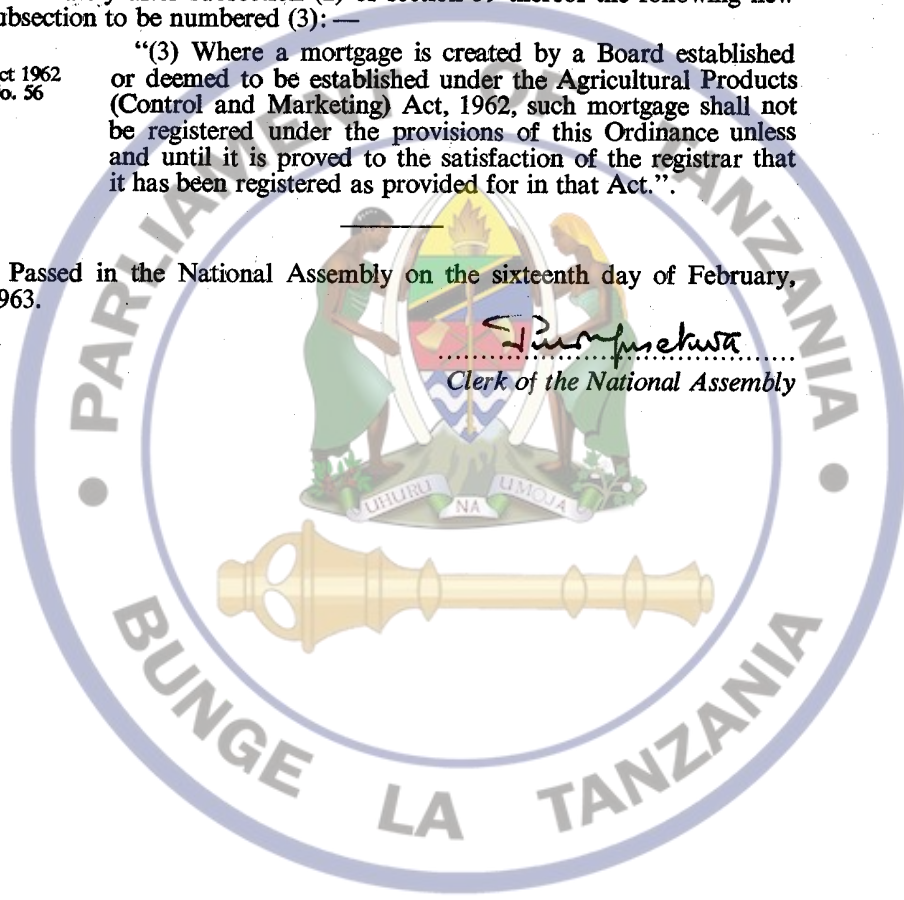 subsection to be numbered (3): —
"(3) Where a mortgage is created by a Board established
ct 1962
or deemed to be established under the Agricultural Products
o. 56
(Control and Marketing) Act, 1962, such mortgage shall not
be registered under the provisions of this Ordinance unless
and until it is proved to the satisfaction of the registrar that
it has been registered as provided for in that Act.".
Passed in the National Assembly on the sixteenth day of February,
963.
Clerk of the National Assembly
PARLIAMENT OF TANZANIA
UHURU NA UMOJA
BUNGE LA TANZANIA